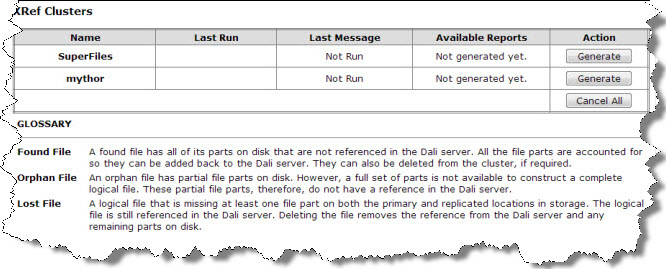 XRef Clusters
Name Last Run Last Message Available Reports Action
SuperFiles Not Run Not generated yet. Generate
mythor Not Run Not generated yet. Generate
Cancel All
GLOSSARY
Found File A found file has all of its parts on disk that are not referenced in the Dali server. All the file parts are accounted for
so they can be added back to the Dali server. They can also be deleted from the cluster, if required.
Orphan File An orphan file has partial file parts on disk. However, a full set of parts is not available to construct a complete
logical file. These partial file parts, therefore, do not have a reference in the Dali server.
Lost File A logical file that is missing at least one file part on both the primary and replicated locations in storage. The logical
file is still referenced in the Dali server. Deleting the file removes the reference from the Dali server and any
remaining parts on disk.